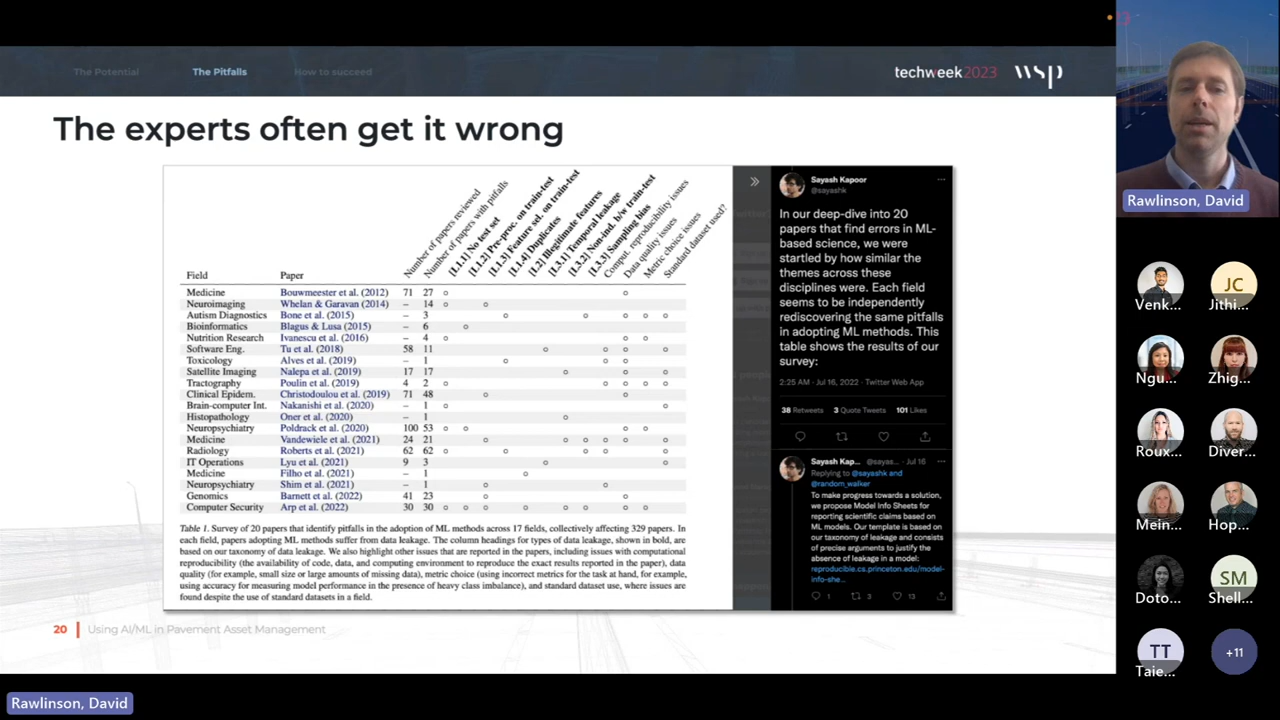 The Potential
The Pitfalls
How to succeed
techweek2023
wsp
The experts often get it wrong
Field Paper Number of papers reviewed Number of papers with pitfalls [L1.1] No test set [L1.2] Pre-proc. on train-test [L1.3] Feature sel. on train-test [L1.4] Duplicates [L2] Illegitimate features [L3.1] Temporal leakage [L3.2] Non-ind. b/w train-test [L3.3] Sampling bias Comput. reproducibility issues Data quality issues Metric choice issues Standard dataset used?
Medicine Bouwmeester et al. (2012) 71 27 ○ ○
Neuroimaging Whelan & Garavan (2014) – 14 ○ ○
Autism Diagnostics Bone et al. (2015) – 3 ○ ○ ○ ○ ○
Bioinformatics Blagus & Lusa (2015) – 6 ○
Nutrition Research Ivanescu et al. (2016) – 4 ○ ○ ○
Software Eng. Tu et al. (2018) 58 11 ○ ○ ○ ○
Toxicology Alves et al. (2019) – 1 ○ ○ ○
Satellite Imaging Nalepa et al. (2019) 17 17 ○ ○ ○
Tractography Poulin et al. (2019) 4 2 ○ ○ ○ ○ ○
Clinical Epidem. Christodoulou et al. (2019) 71 48 ○ ○
Brain-computer Int. Nakanishi et al. (2020) – 1 ○ ○
Histopathology Oner et al. (2020) – 1 ○
Neuropsychiatry Poldrack et al. (2020) 100 53 ○ ○ ○ ○
Medicine Vandewiele et al. (2021) 24 21 ○ ○ ○ ○ ○ ○
Radiology Roberts et al. (2021) 62 62 ○ ○ ○ ○ ○
IT Operations Lyu et al. (2021) 9 3 ○ ○
Medicine Filho et al. (2021) – 1 ○
Neuropsychiatry Shim et al. (2021) – 1 ○ ○
Genomics Barnett et al. (2022) 41 23 ○ ○
Computer Security Arp et al. (2022) 30 30 ○ ○ ○ ○ ○ ○ ○ ○ ○
Table 1. Survey of 20 papers that identify pitfalls in the adoption of ML methods across 17 fields, collectively affecting 329 papers. In
each field, papers adopting ML methods suffer from data leakage. The column headings for types of data leakage, shown in bold, are
based on our taxonomy of data leakage. We also highlight other issues that are reported in the papers, including issues with computational
reproducibility (the availability of code, data, and computing environment to reproduce the exact results reported in the paper), data
quality (for example, small size or large amounts of missing data), metric choice (using incorrect metrics for the task at hand, for example,
using accuracy for measuring model performance in the presence of heavy class imbalance), and standard dataset use, where issues are
found despite the use of standard datasets in a field.
Sayash Kapoor
@sayashk
In our deep-dive into 20
papers that find errors in ML-
based science, we were
startled by how similar the
themes across these
disciplines were. Each field
seems to be independently
rediscovering the same pitfalls
in adopting ML methods. This
table shows the results of our
survey:
2:25 AM · Jul 16, 2022 · Twitter Web App
38 Retweets 3 Quote Tweets 101 Likes
Sayash Kap... @sayas... · Jul 16
Replying to @sayashk and
@random_walker
To make progress towards a solution,
we propose Model Info Sheets for
reporting scientific claims based on
ML models. Our template is based on
our taxonomy of leakage and consists
of precise arguments to justify the
absence of leakage in a model:
reproducible.cs.princeton.edu/model-
info-she...
1 3 13
20 Using AI/ML in Pavement Asset Management
Rawlinson, David
Rawlinson, David
Venk...
JC
Jithi...
Ngu...
Zhig...
Roux...
Diver...
Mein...
Hop...
Doto...
SM
Shell...
TT
Taie...
+11